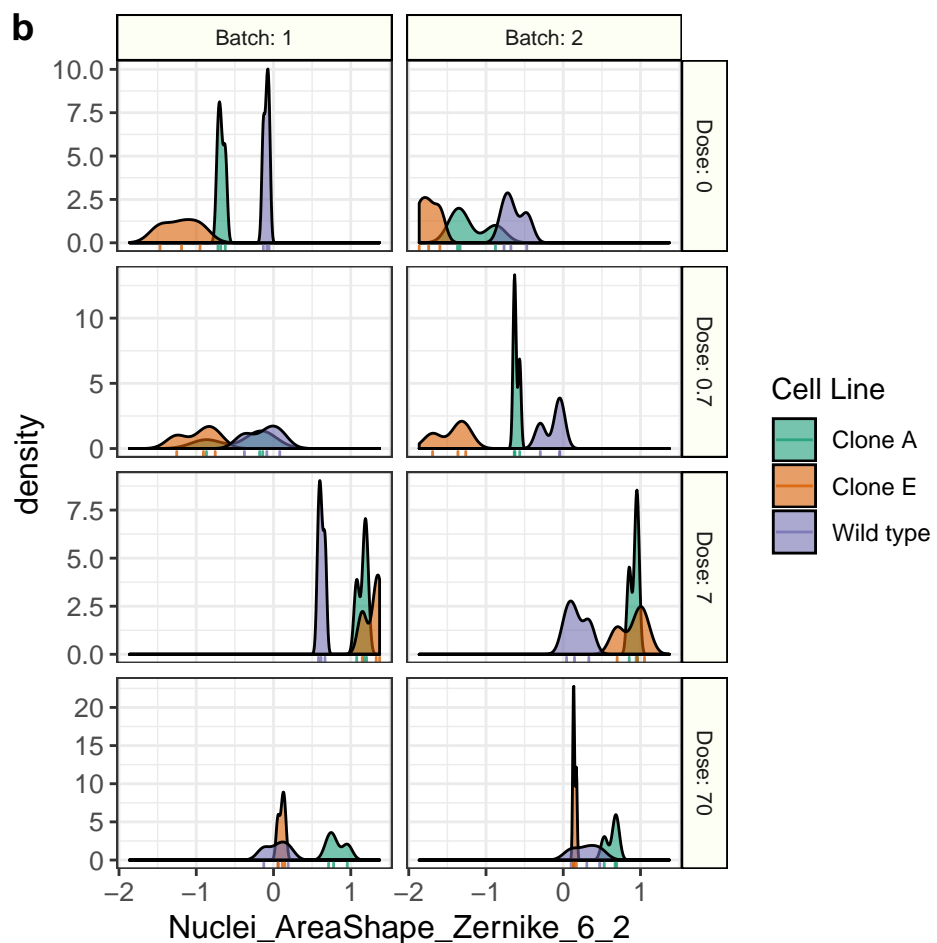 b
Batch: 1
Batch: 2
10.0
7.5
5.0
2.5
0.0
Dose: 0
10
5
0
Dose: 0.7
7.5
5.0
2.5
0.0
Dose: 7
20
15
10
5
0
Dose: 70
density
−2 −1 0 1
−2 −1 0 1
Nuclei_AreaShape_Zernike_6_2
Cell Line
Clone A
Clone E
Wild type